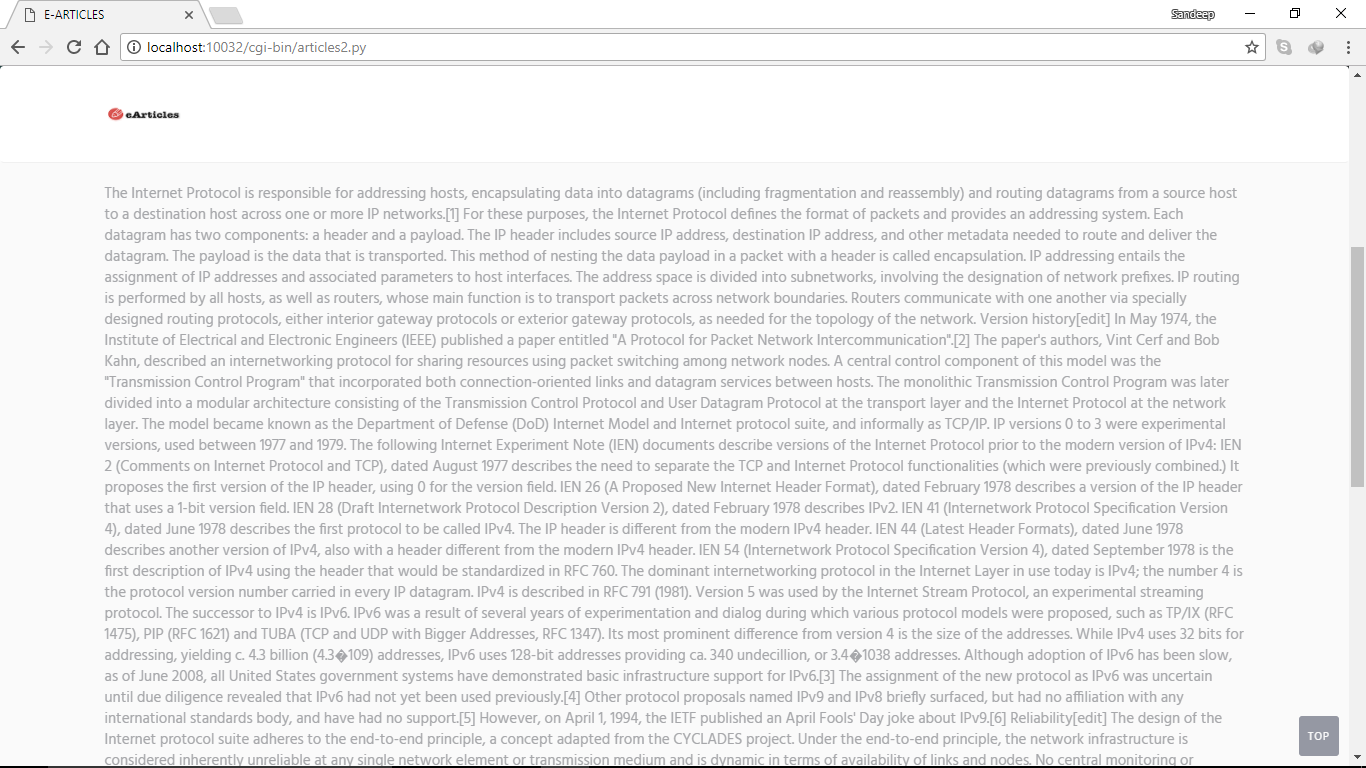 E-ARTICLES
Sandeep
localhost:10032/cgi-bin/articles2.py
eArticles
The Internet Protocol is responsible for addressing hosts, encapsulating data into datagrams (including fragmentation and reassembly) and routing datagrams from a source host
to a destination host across one or more IP networks.[1] For these purposes, the Internet Protocol defines the format of packets and provides an addressing system. Each
datagram has two components: a header and a payload. The IP header includes source IP address, destination IP address, and other metadata needed to route and deliver the
datagram. The payload is the data that is transported. This method of nesting the data payload in a packet with a header is called encapsulation. IP addressing entails the
assignment of IP addresses and associated parameters to host interfaces. The address space is divided into subnetworks, involving the designation of network prefixes. IP routing
is performed by all hosts, as well as routers, whose main function is to transport packets across network boundaries. Routers communicate with one another via specially
designed routing protocols, either interior gateway protocols or exterior gateway protocols, as needed for the topology of the network. Version history[edit] In May 1974, the
Institute of Electrical and Electronic Engineers (IEEE) published a paper entitled "A Protocol for Packet Network Intercommunication".[2] The paper's authors, Vint Cerf and Bob
Kahn, described an internetworking protocol for sharing resources using packet switching among network nodes. A central control component of this model was the
"Transmission Control Program" that incorporated both connection-oriented links and datagram services between hosts. The monolithic Transmission Control Program was later
divided into a modular architecture consisting of the Transmission Control Protocol and User Datagram Protocol at the transport layer and the Internet Protocol at the network
layer. The model became known as the Department of Defense (DoD) Internet Model and Internet protocol suite, and informally as TCP/IP. IP versions 0 to 3 were experimental
versions, used between 1977 and 1979. The following Internet Experiment Note (IEN) documents describe versions of the Internet Protocol prior to the modern version of IPv4: IEN
2 (Comments on Internet Protocol and TCP), dated August 1977 describes the need to separate the TCP and Internet Protocol functionalities (which were previously combined.) It
proposes the first version of the IP header, using 0 for the version field. IEN 26 (A Proposed New Internet Header Format), dated February 1978 describes a version of the IP header
that uses a 1-bit version field. IEN 28 (Draft Internetwork Protocol Description Version 2), dated February 1978 describes IPv2. IEN 41 (Internetwork Protocol Specification Version
4), dated June 1978 describes the first protocol to be called IPv4. The IP header is different from the modern IPv4 header. IEN 44 (Latest Header Formats), dated June 1978
describes another version of IPv4, also with a header different from the modern IPv4 header. IEN 54 (Internetwork Protocol Specification Version 4), dated September 1978 is the
first description of IPv4 using the header that would be standardized in RFC 760. The dominant internetworking protocol in the Internet Layer in use today is IPv4; the number 4 is
the protocol version number carried in every IP datagram. IPv4 is described in RFC 791 (1981). Version 5 was used by the Internet Stream Protocol, an experimental streaming
protocol. The successor to IPv4 is IPv6. IPv6 was a result of several years of experimentation and dialog during which various protocol models were proposed, such as TP/IX (RFC
1475), PIP (RFC 1621) and TUBA (TCP and UDP with Bigger Addresses, RFC 1347). Its most prominent difference from version 4 is the size of the addresses. While IPv4 uses 32 bits for
addressing, yielding c. 4.3 billion (4.3�109) addresses, IPv6 uses 128-bit addresses providing ca. 340 undecillion, or 3.4�1038 addresses. Although adoption of IPv6 has been slow,
as of June 2008, all United States government systems have demonstrated basic infrastructure support for IPv6.[3] The assignment of the new protocol as IPv6 was uncertain
until due diligence revealed that IPv6 had not yet been used previously.[4] Other protocol proposals named IPv9 and IPv8 briefly surfaced, but had no affiliation with any
international standards body, and have had no support.[5] However, on April 1, 1994, the IETF published an April Fools' Day joke about IPv9.[6] Reliability[edit] The design of the
Internet protocol suite adheres to the end-to-end principle, a concept adapted from the CYCLADES project. Under the end-to-end principle, the network infrastructure is
considered inherently unreliable at any single network element or transmission medium and is dynamic in terms of availability of links and nodes. No central monitoring or
TOP